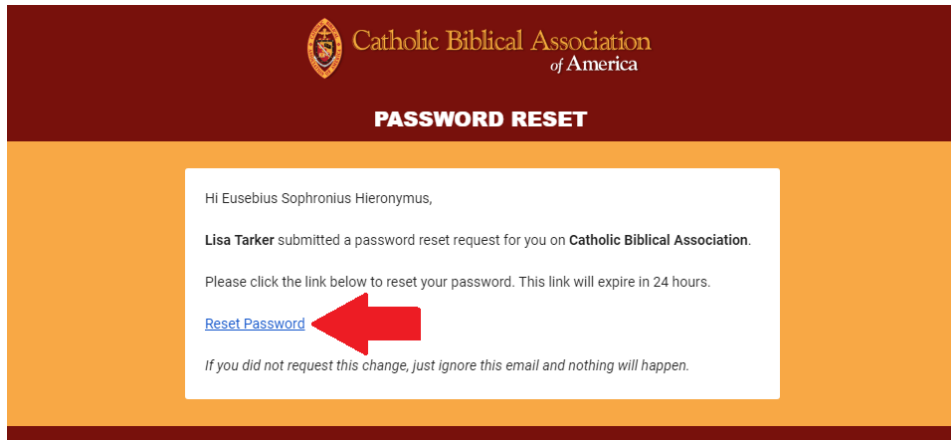 Catholic Biblical Association
of America
PASSWORD RESET
Hi Eusebius Sophronius Hieronymus,
Lisa Tarker submitted a password reset request for you on Catholic Biblical Association.
Please click the link below to reset your password. This link will expire in 24 hours.
Reset Password
If you did not request this change, just ignore this email and nothing will happen.